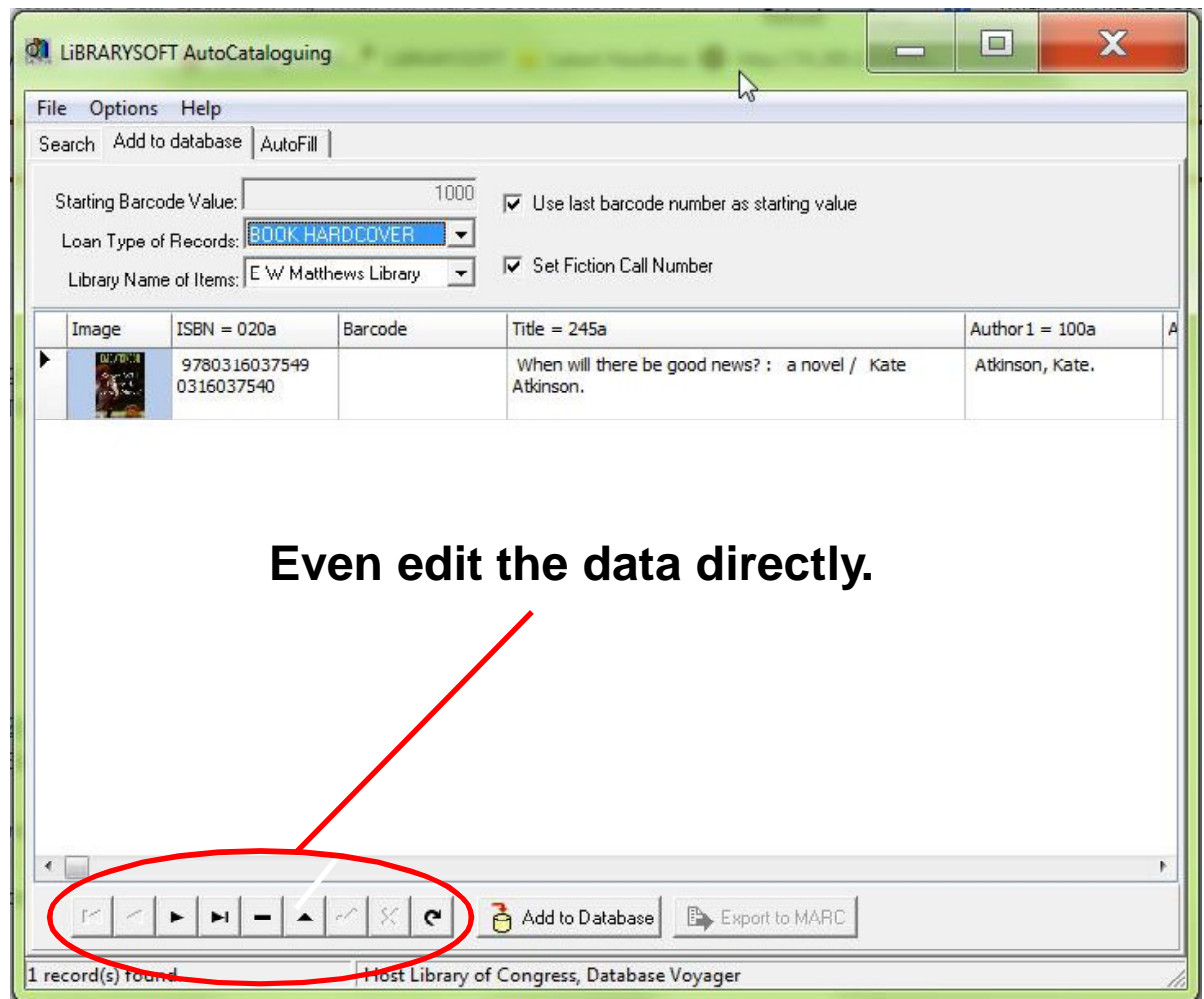 LiBRARYSOFT AutoCataloguing
File Options Help
Search Add to database AutoFill
Starting Barcode Value: 1000
Use last barcode number as starting value
Loan Type of Records: BOOK HARDCOVER
Library Name of Items: E W Matthews Library
Set Fiction Call Number
Image ISBN = 020a Barcode Title = 245a Author1 = 100a A
9780316037549 When will there be good news? : a novel / Kate Atkinson, Kate.
0316037540 Atkinson.
Even edit the data directly.
Add to Database Export to MARC
1 record(s) found Host Library of Congress, Database Voyager